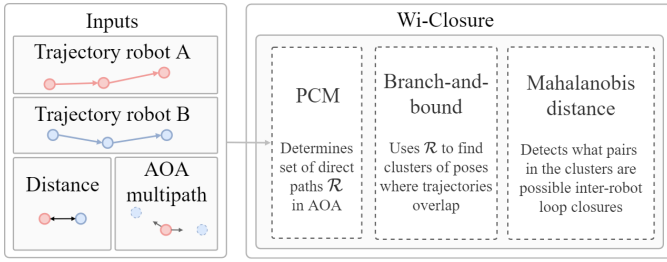 Inputs
Trajectory robot A
Trajectory robot B
Distance
AOA
multipath
Wi-Closure
PCM
Determines
set of direct
paths 𝓡
in AOA
Branch-and-
bound
Uses 𝓡 to find
clusters of poses
where trajectories
overlap
Mahalanobis
distance
Detects what pairs
in the clusters are
possible inter-robot
loop closures